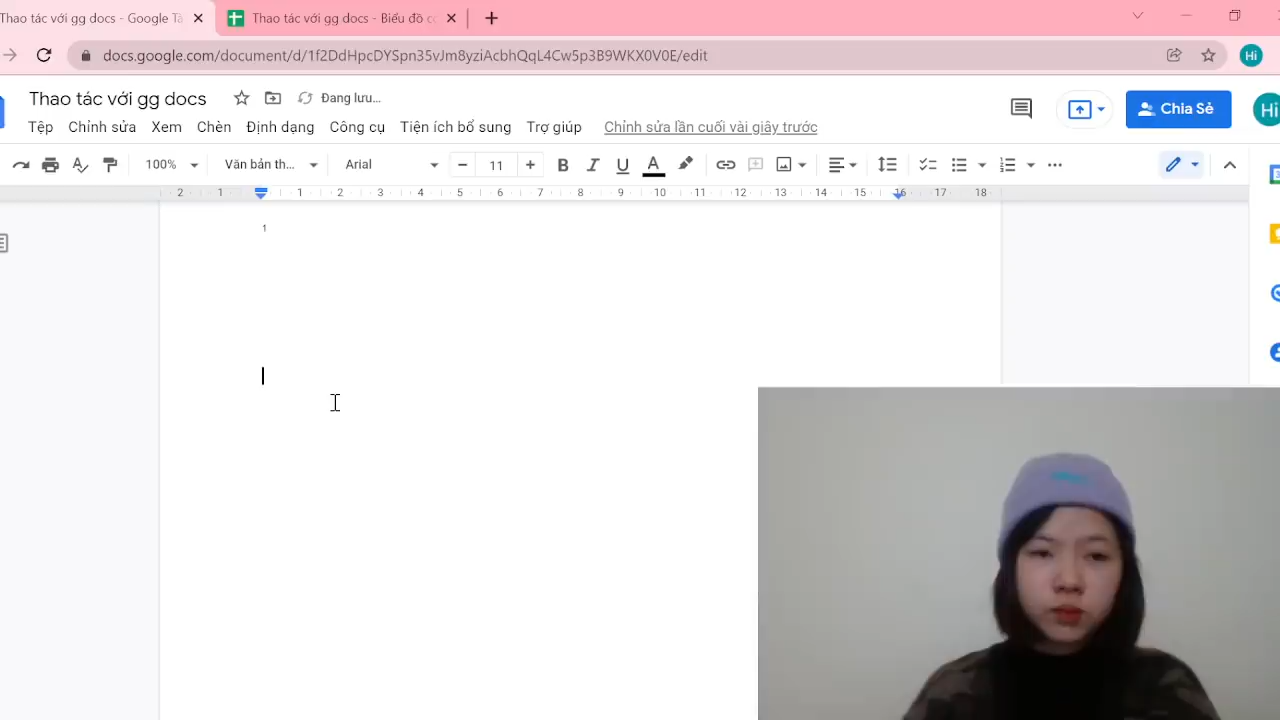 Thao tác với gg docs - Google Tà
Thao tác với gg docs - Biểu đồ cộ
docs.google.com/document/d/1f2DdHpcDYSpn35vJm8yziAcbhQqL4Cw5p3B9WKX0V0E/edit
Hi
Thao tác với gg docs
Đang lưu…
Chia Sẻ
Hi
Tệp Chỉnh sửa Xem Chèn Định dạng Công cụ Tiện ích bổ sung Trợ giúp Chỉnh sửa lần cuối vài giây trước
100% Văn bản th... Arial 11 B I U A
2 1 1 2 3 4 5 6 7 8 9 10 11 12 13 14 15 16 17 18
1